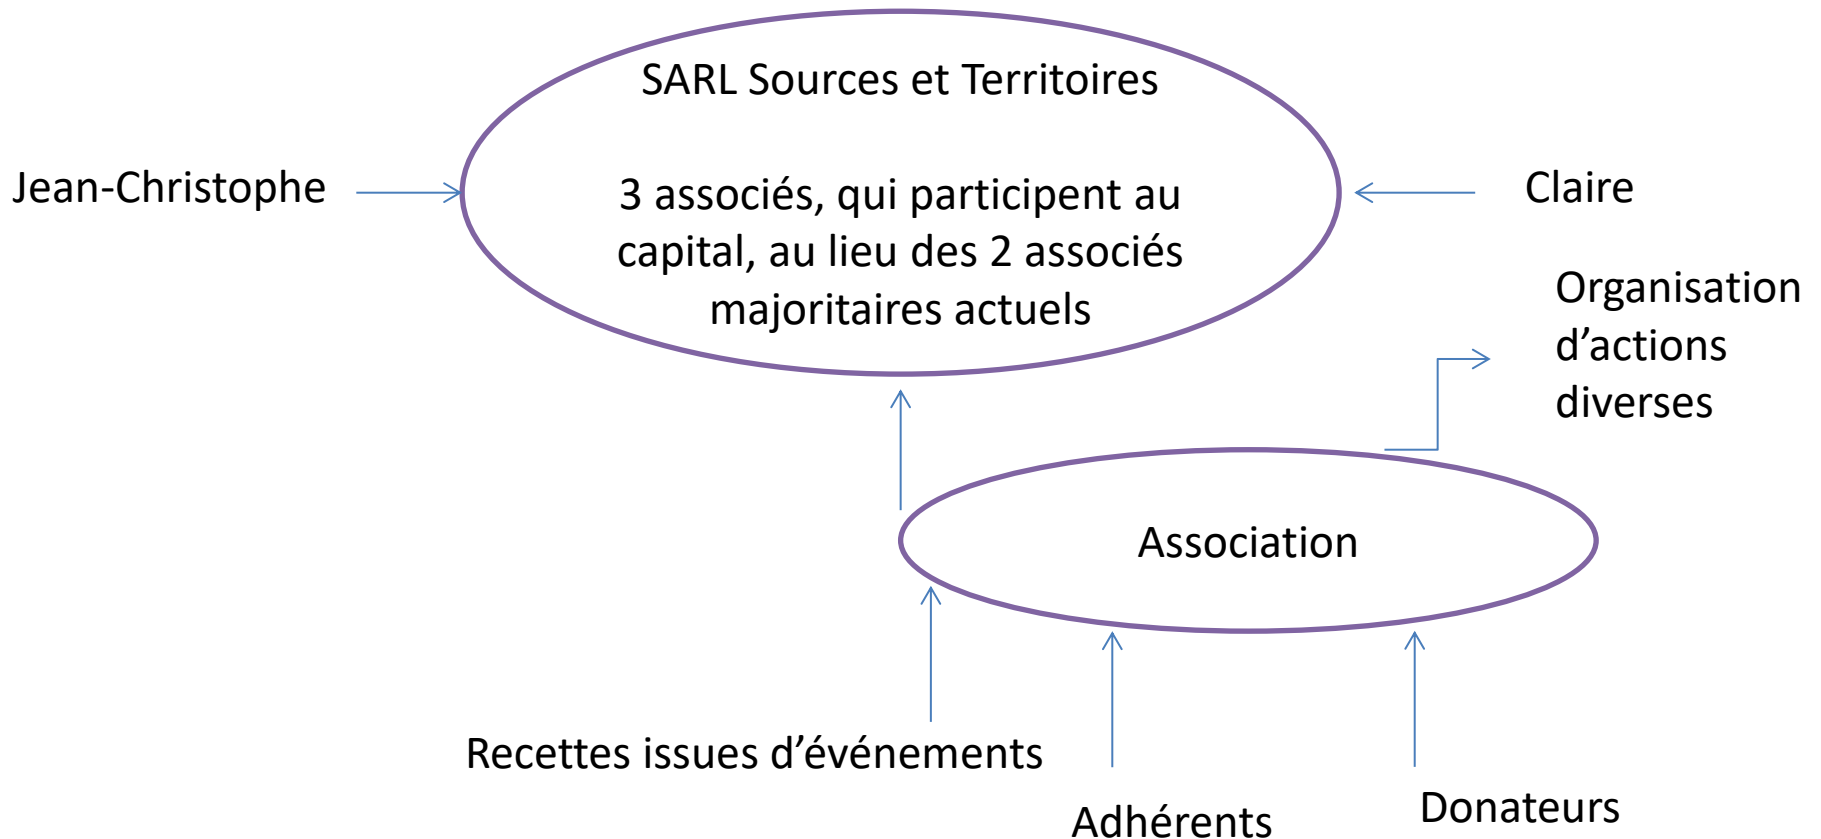 SARL Sources et Territoires
Jean-Christophe
3 associés, qui participent au
capital, au lieu des 2 associés
majoritaires actuels
Claire
Organisation
d’actions
diverses
Association
Recettes issues d’événements
Adhérents
Donateurs